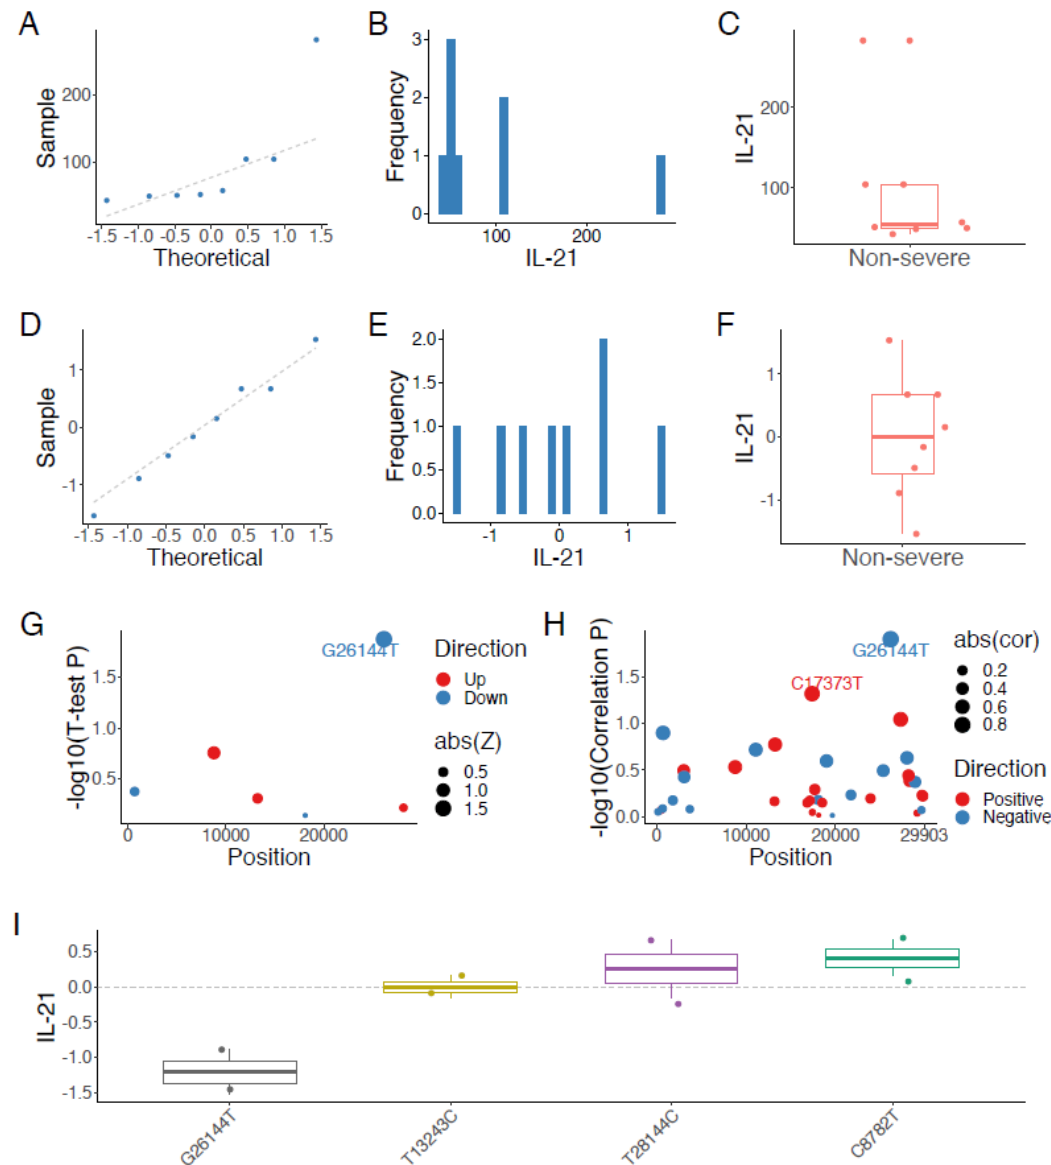 A
Sample
200
100
-1.5 -1.0 -0.5 0.0 0.5 1.0 1.5
Theoretical
B
Frequency
3
2
1
0
100 200
IL-21
C
IL-21
200
100
Non-severe
D
Sample
1
0
-1
-1.5 -1.0 -0.5 0.0 0.5 1.0 1.5
Theoretical
E
Frequency
2.0
1.5
1.0
0.5
0.0
-1 0 1
IL-21
F
IL-21
1
0
-1
Non-severe
G
-log10(T-test P)
1.5
1.0
0.5
G26144T
0 10000 20000
Position
Direction
Up
Down
abs(Z)
0.5
1.0
1.5
H
-log10(Correlation P)
1.5
1.0
0.5
0.0
G26144T
C17373T
0 10000 20000 29903
Position
abs(cor)
0.2
0.4
0.6
0.8
Direction
Positive
Negative
I
IL-21
0.5
0.0
-0.5
-1.0
-1.5
G26144T
T13243C
T28144C
C8782T